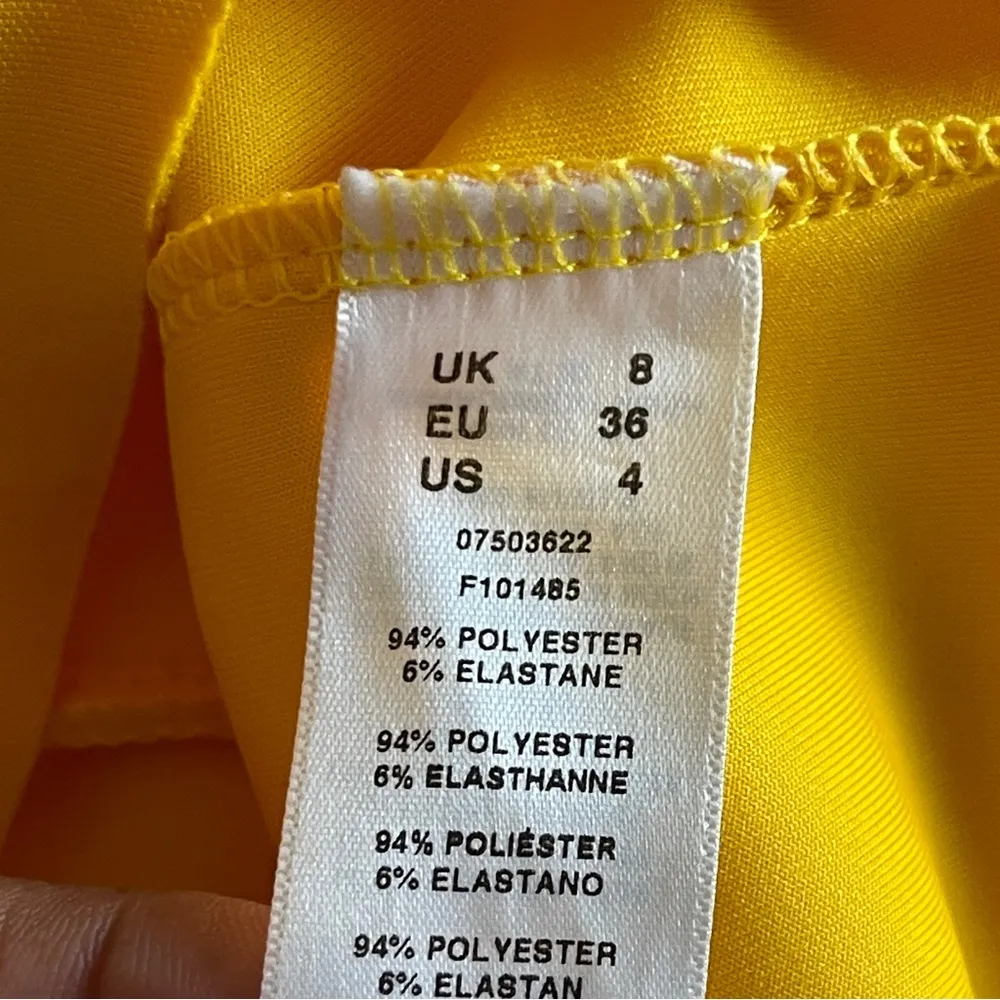 UK 8
EU 36
US 4
07503622
F101485
94% POLYESTER
6% ELASTANE
94% POLYESTER
6% ELASTHANNE
94% POLIÉSTER
6% ELASTANO
94% POLYESTER
6% ELASTAN